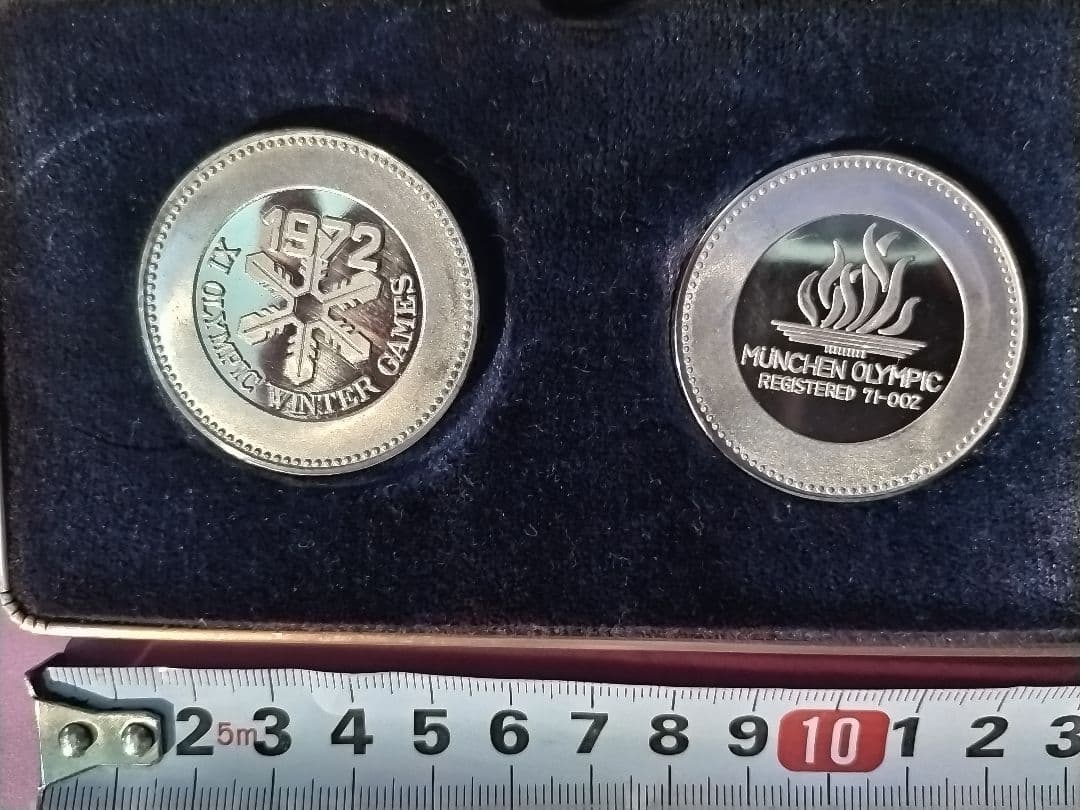 1972
XI OLYMPIC WINTER GAMES
MÜNCHEN OLYMPIC
REGISTERED 71-002
2 5m 3 4 5 6 7 8 9 10 1 2 3